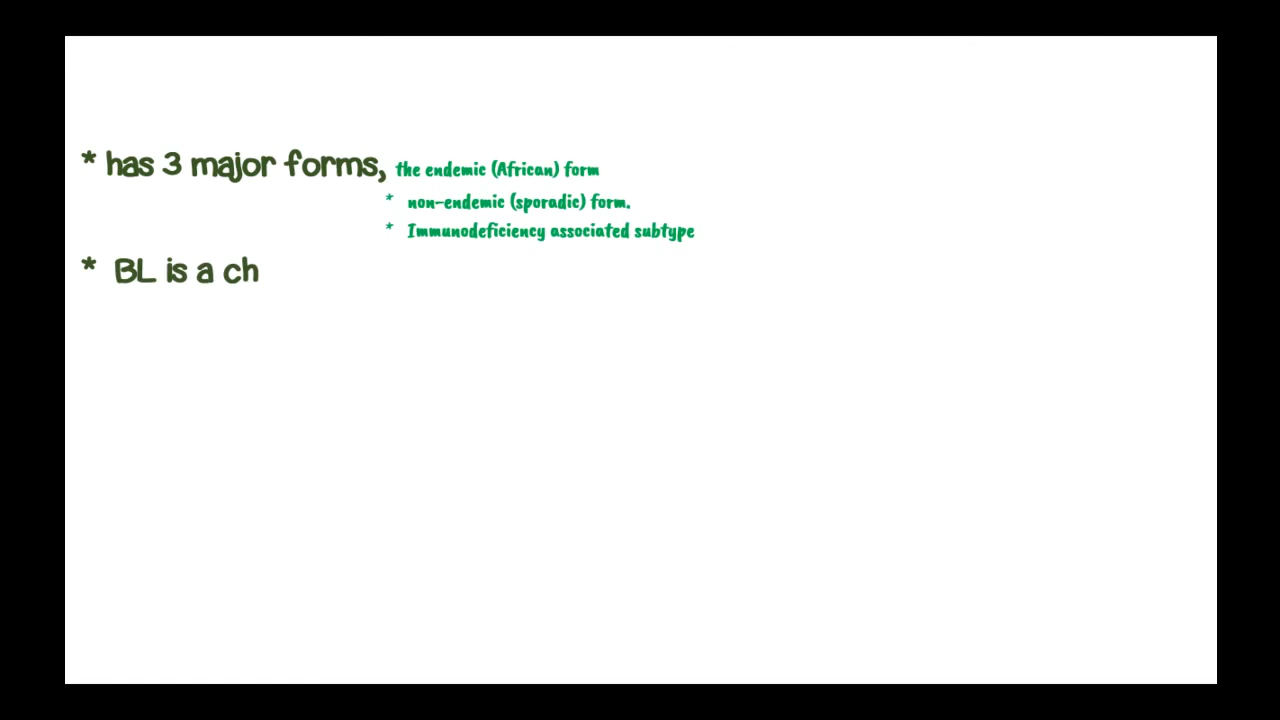 * has 3 major forms, the endemic (African) form
* non-endemic (sporadic) form.
* Immunodeficiency associated subtype
* BL is a ch